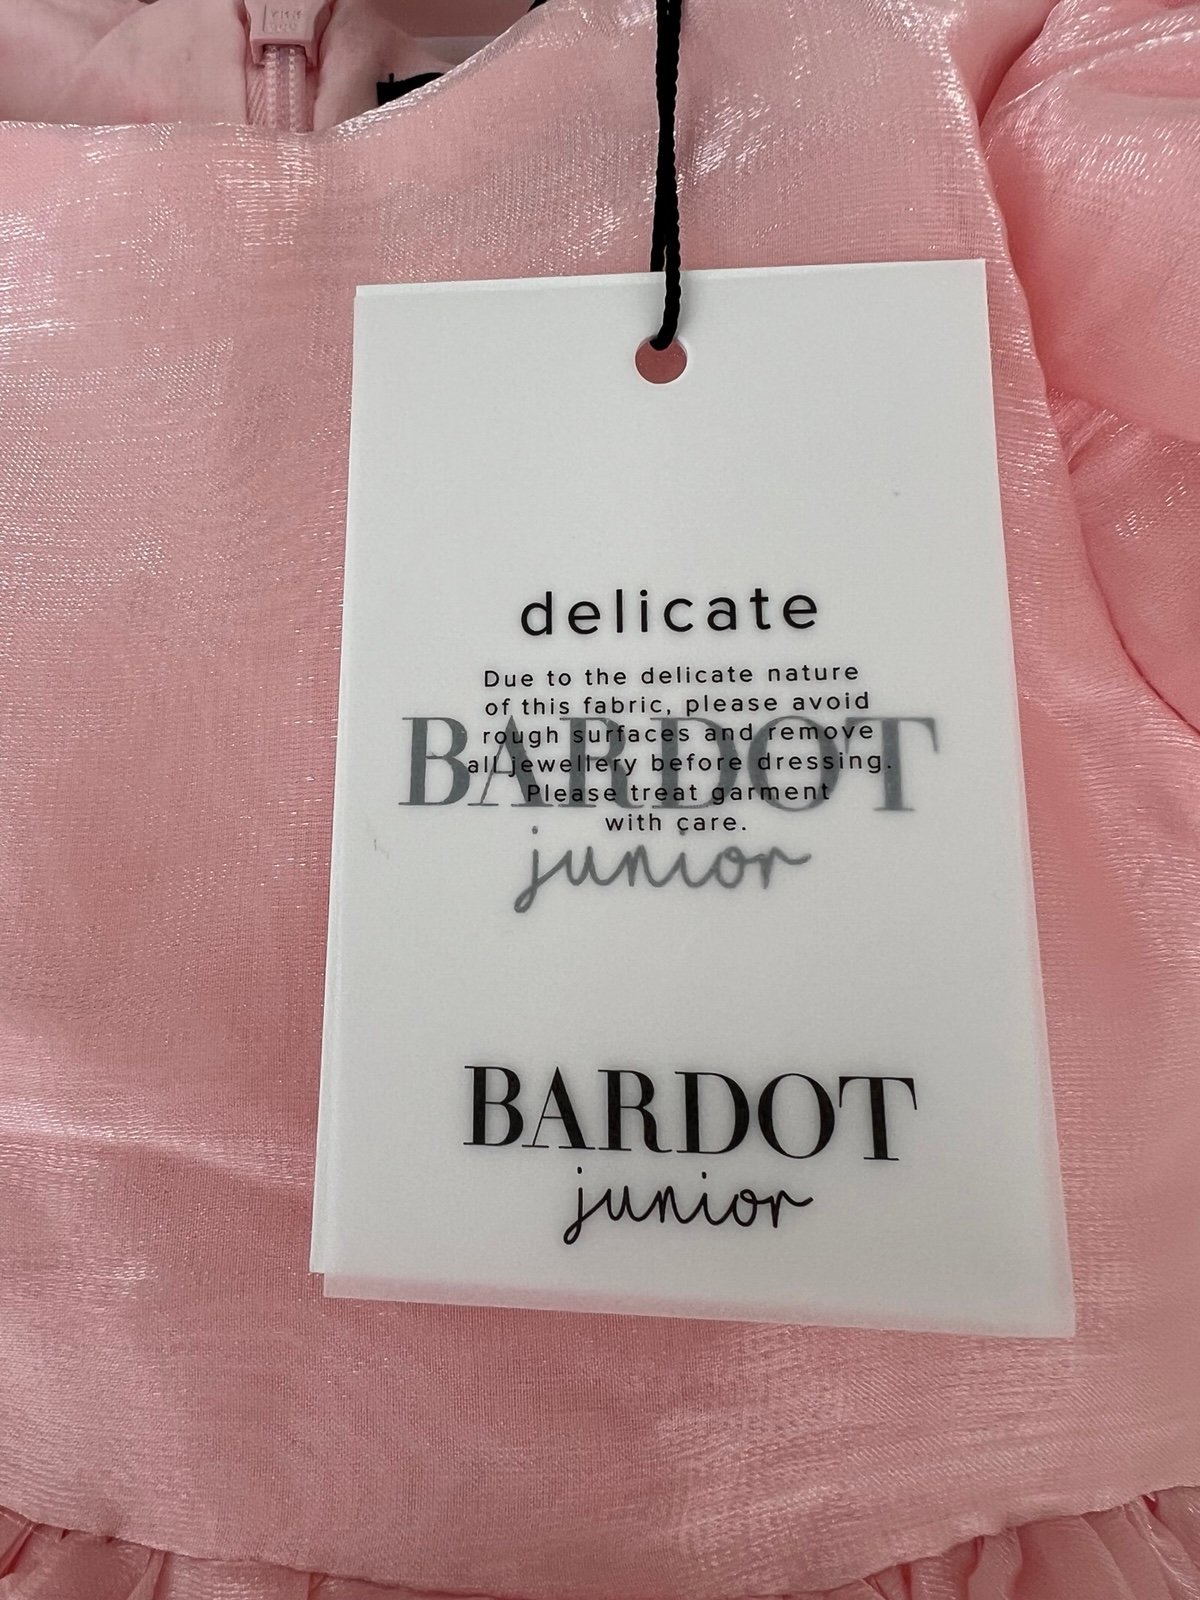 delicate
Due to the delicate nature
of this fabric, please avoid
rough surfaces and remove
all jewellery before dressing.
Please treat garment
with care.
BARDOT
junior
BARDOT
junior